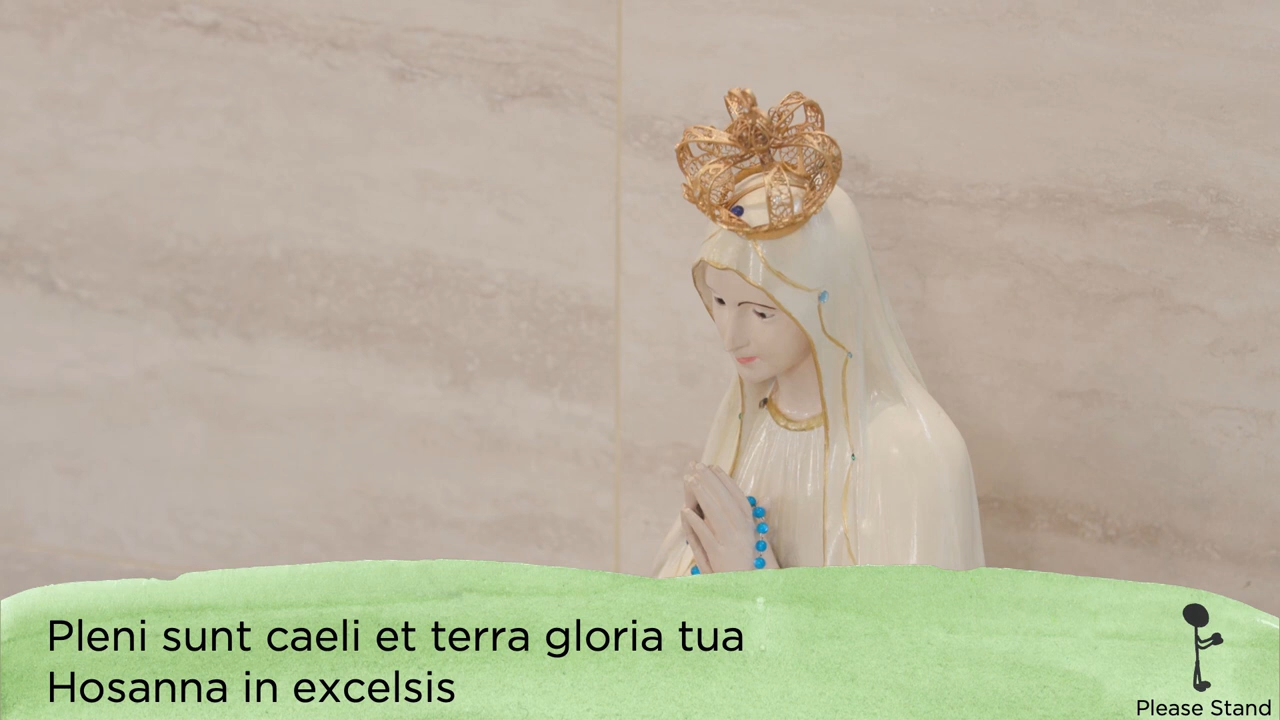 Pleni sunt caeli et terra gloria tua
Hosanna in excelsis
Please Stand